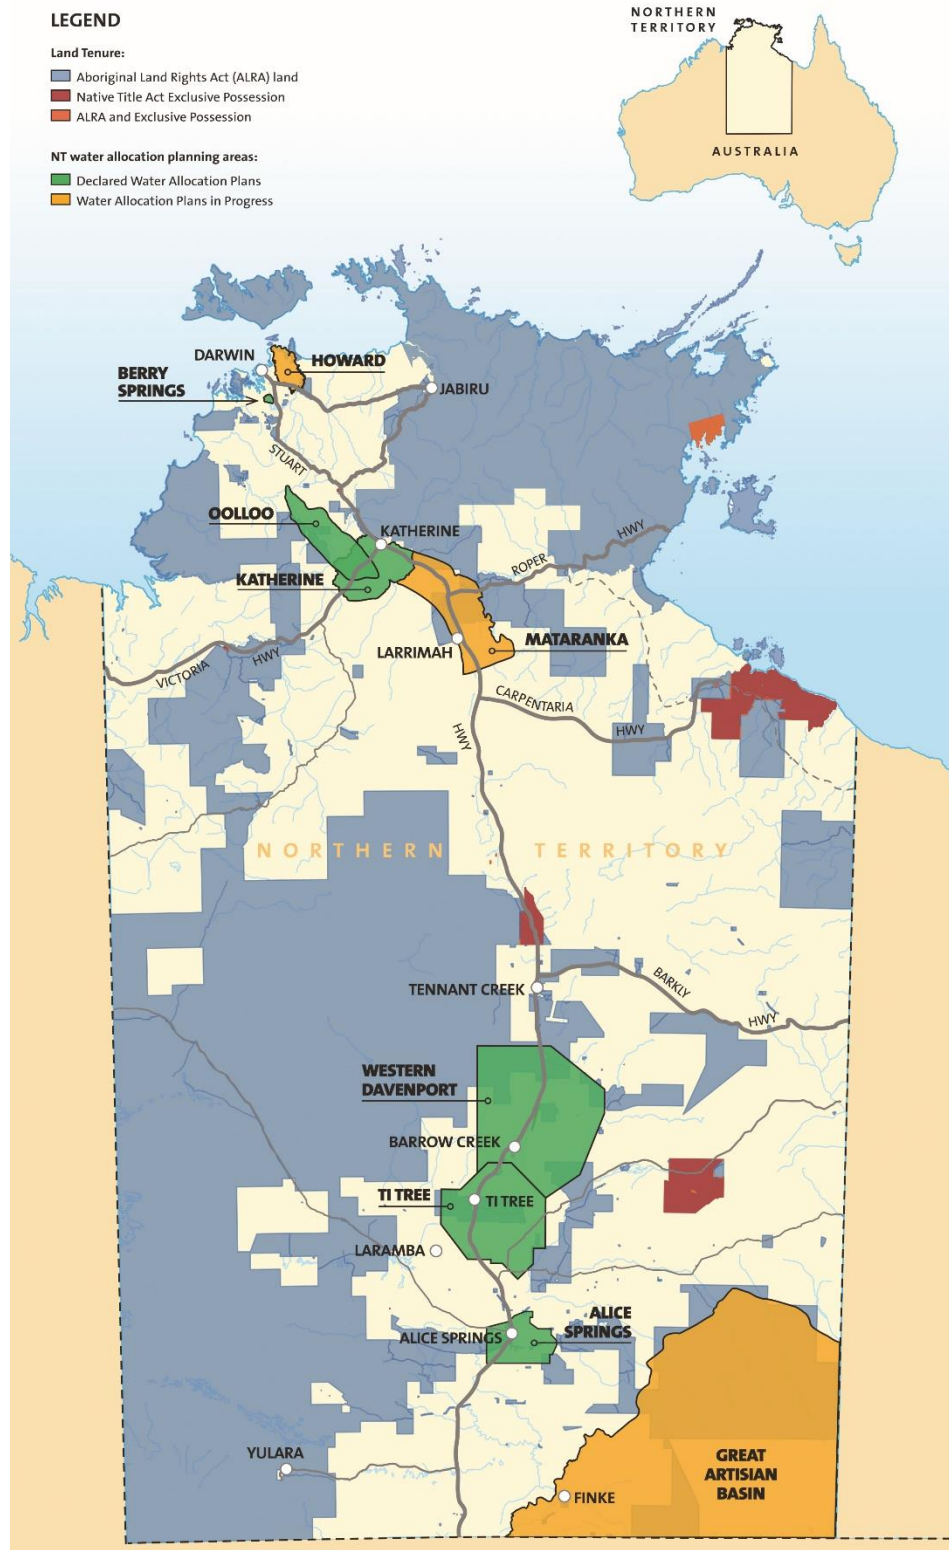 LEGEND
Land Tenure:
Aboriginal Land Rights Act (ALRA) land
Native Title Act Exclusive Possession
ALRA and Exclusive Possession
NT water allocation planning areas:
Declared Water Allocation Plans
Water Allocation Plans in Progress
NORTHERN
TERRITORY
AUSTRALIA
DARWIN
HOWARD
BERRY
SPRINGS
JABIRU
STUART
OOLLOO
KATHERINE
HWY
ROPER
KATHERINE
MATARANKA
LARRIMAH
VICTORIA
HWY
CARPENTARIA
HWY
HWY
NORTHERN TERRITORY
TENNANT CREEK
BARKLY
HWY
WESTERN
DAVENPORT
BARROW CREEK
TI TREE
TI TREE
LARAMBA
ALICE
SPRINGS
ALICE SPRINGS
YULARA
GREAT
ARTISIAN
BASIN
FINKE